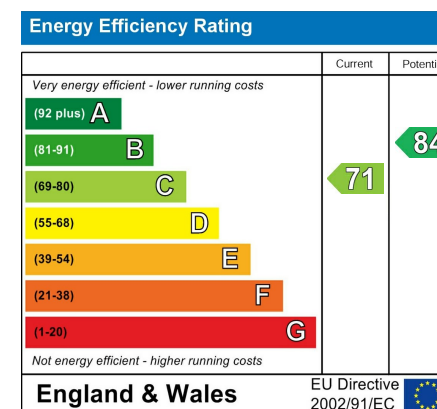 Energy Efficiency Rating
Current Potenti
Very energy efficient - lower running costs
(92 plus) A
(81-91) B
84
(69-80) C
71
(55-68) D
(39-54) E
(21-38) F
(1-20) G
Not energy efficient - higher running costs
England & Wales
EU Directive
2002/91/EC